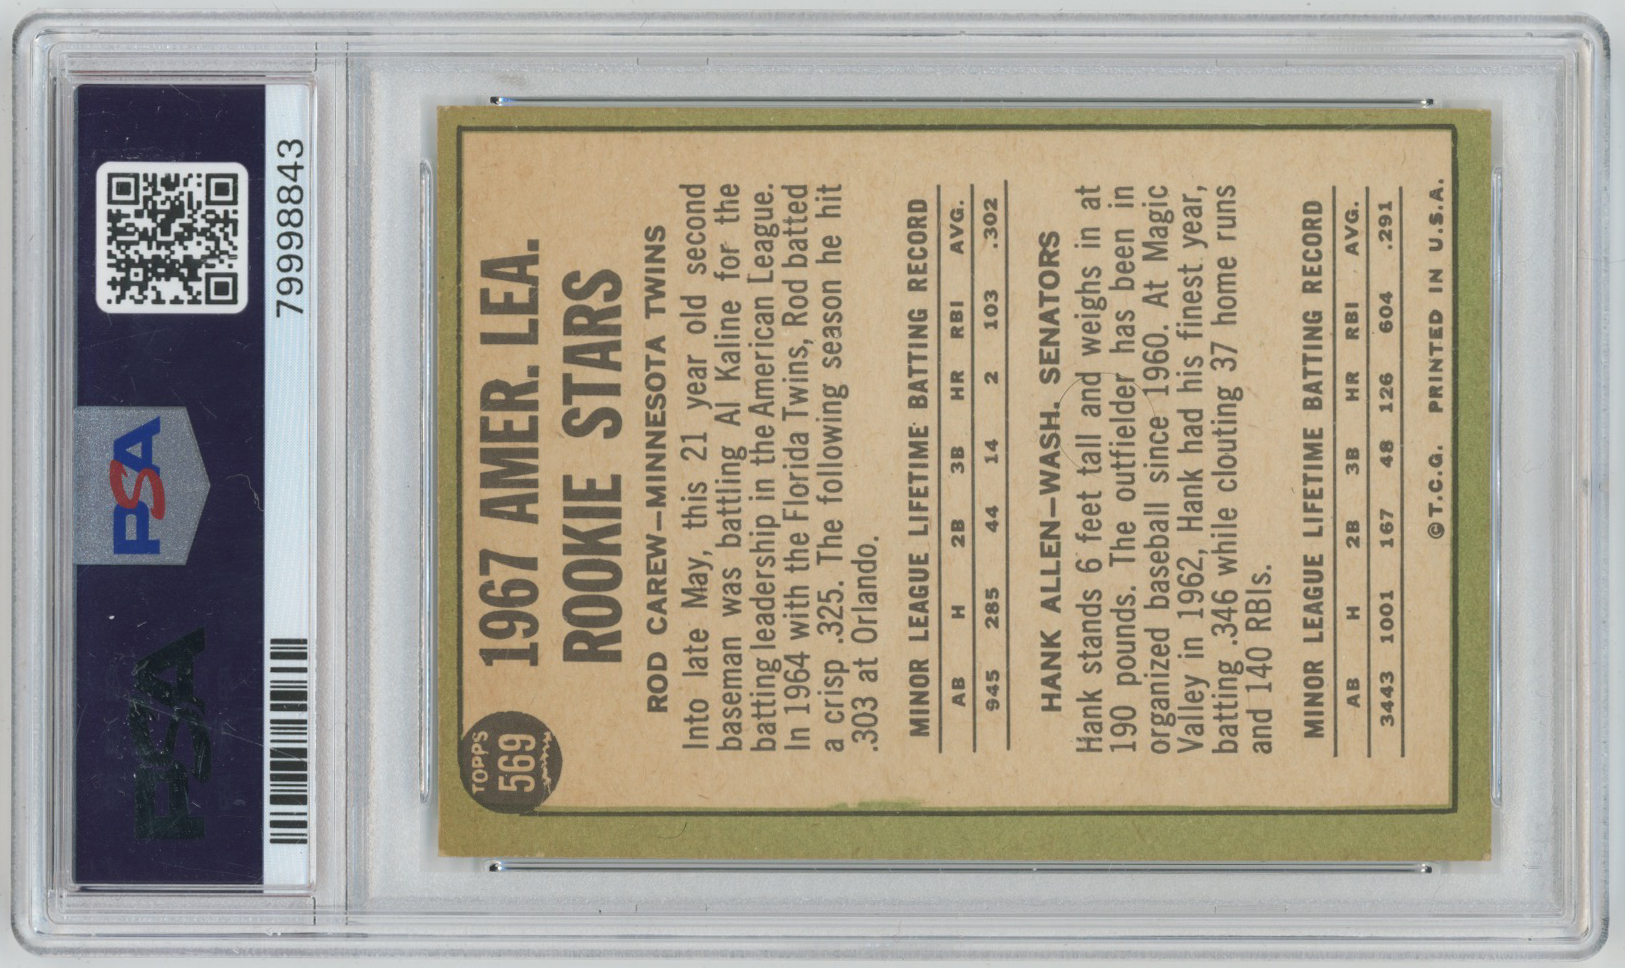 PSA
PSA
79998843
TOPPS
569
1967 AMER. LEA.
ROOKIE STARS
ROD CAREW—MINNESOTA TWINS
Into late May, this 21 year old second
baseman was battling Al Kaline for the
batting leadership in the American League.
In 1964 with the Florida Twins, Rod batted
a crisp .325. The following season he hit
.303 at Orlando.
MINOR LEAGUE LIFETIME BATTING RECORD
AB H 2B 3B HR RBI AVG.
945 285 44 14 2 103 .302
HANK ALLEN—WASH. SENATORS
Hank stands 6 feet tall and weighs in at
190 pounds. The outfielder has been in
organized baseball since 1960. At Magic
Valley in 1962, Hank had his finest year,
batting .346 while clouting 37 home runs
and 140 RBIs.
MINOR LEAGUE LIFETIME BATTING RECORD
AB H 2B 3B HR RBI AVG.
3443 1001 167 48 126 604 .291
©T.C.G. PRINTED IN U.S.A.